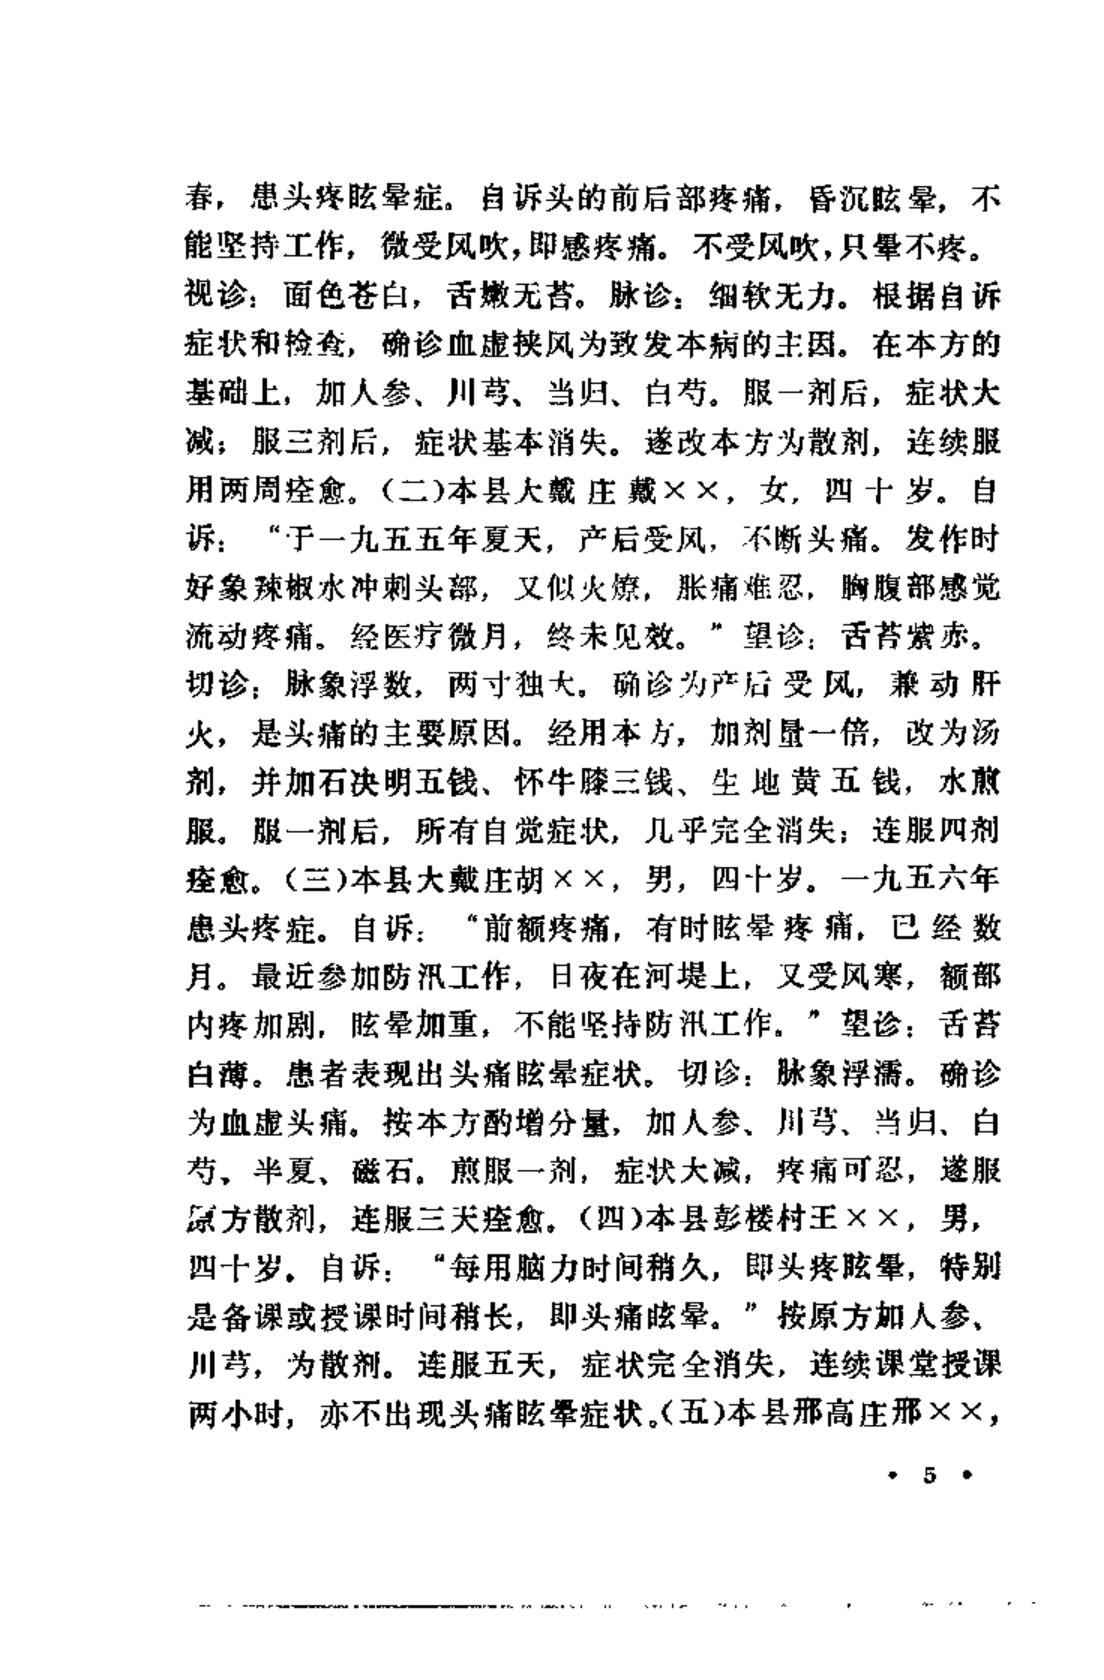 春，患头疼眩晕症。自诉头的前后部疼痛，昏沉眩晕，不
能坚持工作，微受风吹，即感疼痛。不受风吹，只晕不疼。
视诊：面色苍白，舌嫩无苔。脉诊：细软无力。根据自诉
症状和检查，确诊血虚挟风为致发本病的主因。在本方的
基础上，加人参、川芎、当归、白芍。服一剂后，症状大
减；服三剂后，症状基本消失。遂改本方为散剂，连续服
用两周痊愈。（二）本县大戴庄戴××，女，四十岁。自
诉：“于一九五五年夏天，产后受风，不断头痛。发作时
好象辣椒水冲刺头部，又似火燎，胀痛难忍，胸腹部感觉
流动疼痛。经医疗微月，终未见效。”望诊：舌苔紫赤。
切诊：脉象浮数，两寸独大。确诊为产后受风，兼动肝
火，是头痛的主要原因。经用本方，加剂量一倍，改为汤
剂，并加石决明五钱、怀牛膝三钱、生地黄五钱，水煎
服。服一剂后，所有自觉症状，几乎完全消失；连服四剂
痊愈。（三）本县大戴庄胡××，男，四十岁。一九五六年
患头疼症。自诉：“前额疼痛，有时眩晕疼痛，已经数
月。最近参加防汛工作，日夜在河堤上，又受风寒，额部
内疼加剧，眩晕加重，不能坚持防汛工作。”望诊：舌苔
白薄。患者表现出头痛眩晕症状。切诊：脉象浮濡。确诊
为血虚头痛。按本方酌增分量，加人参、川芎、当归、白
芍、半夏、磁石。煎服一剂，症状大减，疼痛可忍，遂服
原方散剂，连服三天痊愈。（四）本县彭楼村王××，男，
四十岁。自诉：“每用脑力时间稍久，即头疼眩晕，特别
是备课或授课时间稍长，即头痛眩晕。”按原方加人参、
川芎，为散剂。连服五天，症状完全消失，连续课堂授课
两小时，亦不出现头痛眩晕症状。（五）本县邢高庄邢××，
• 5 •